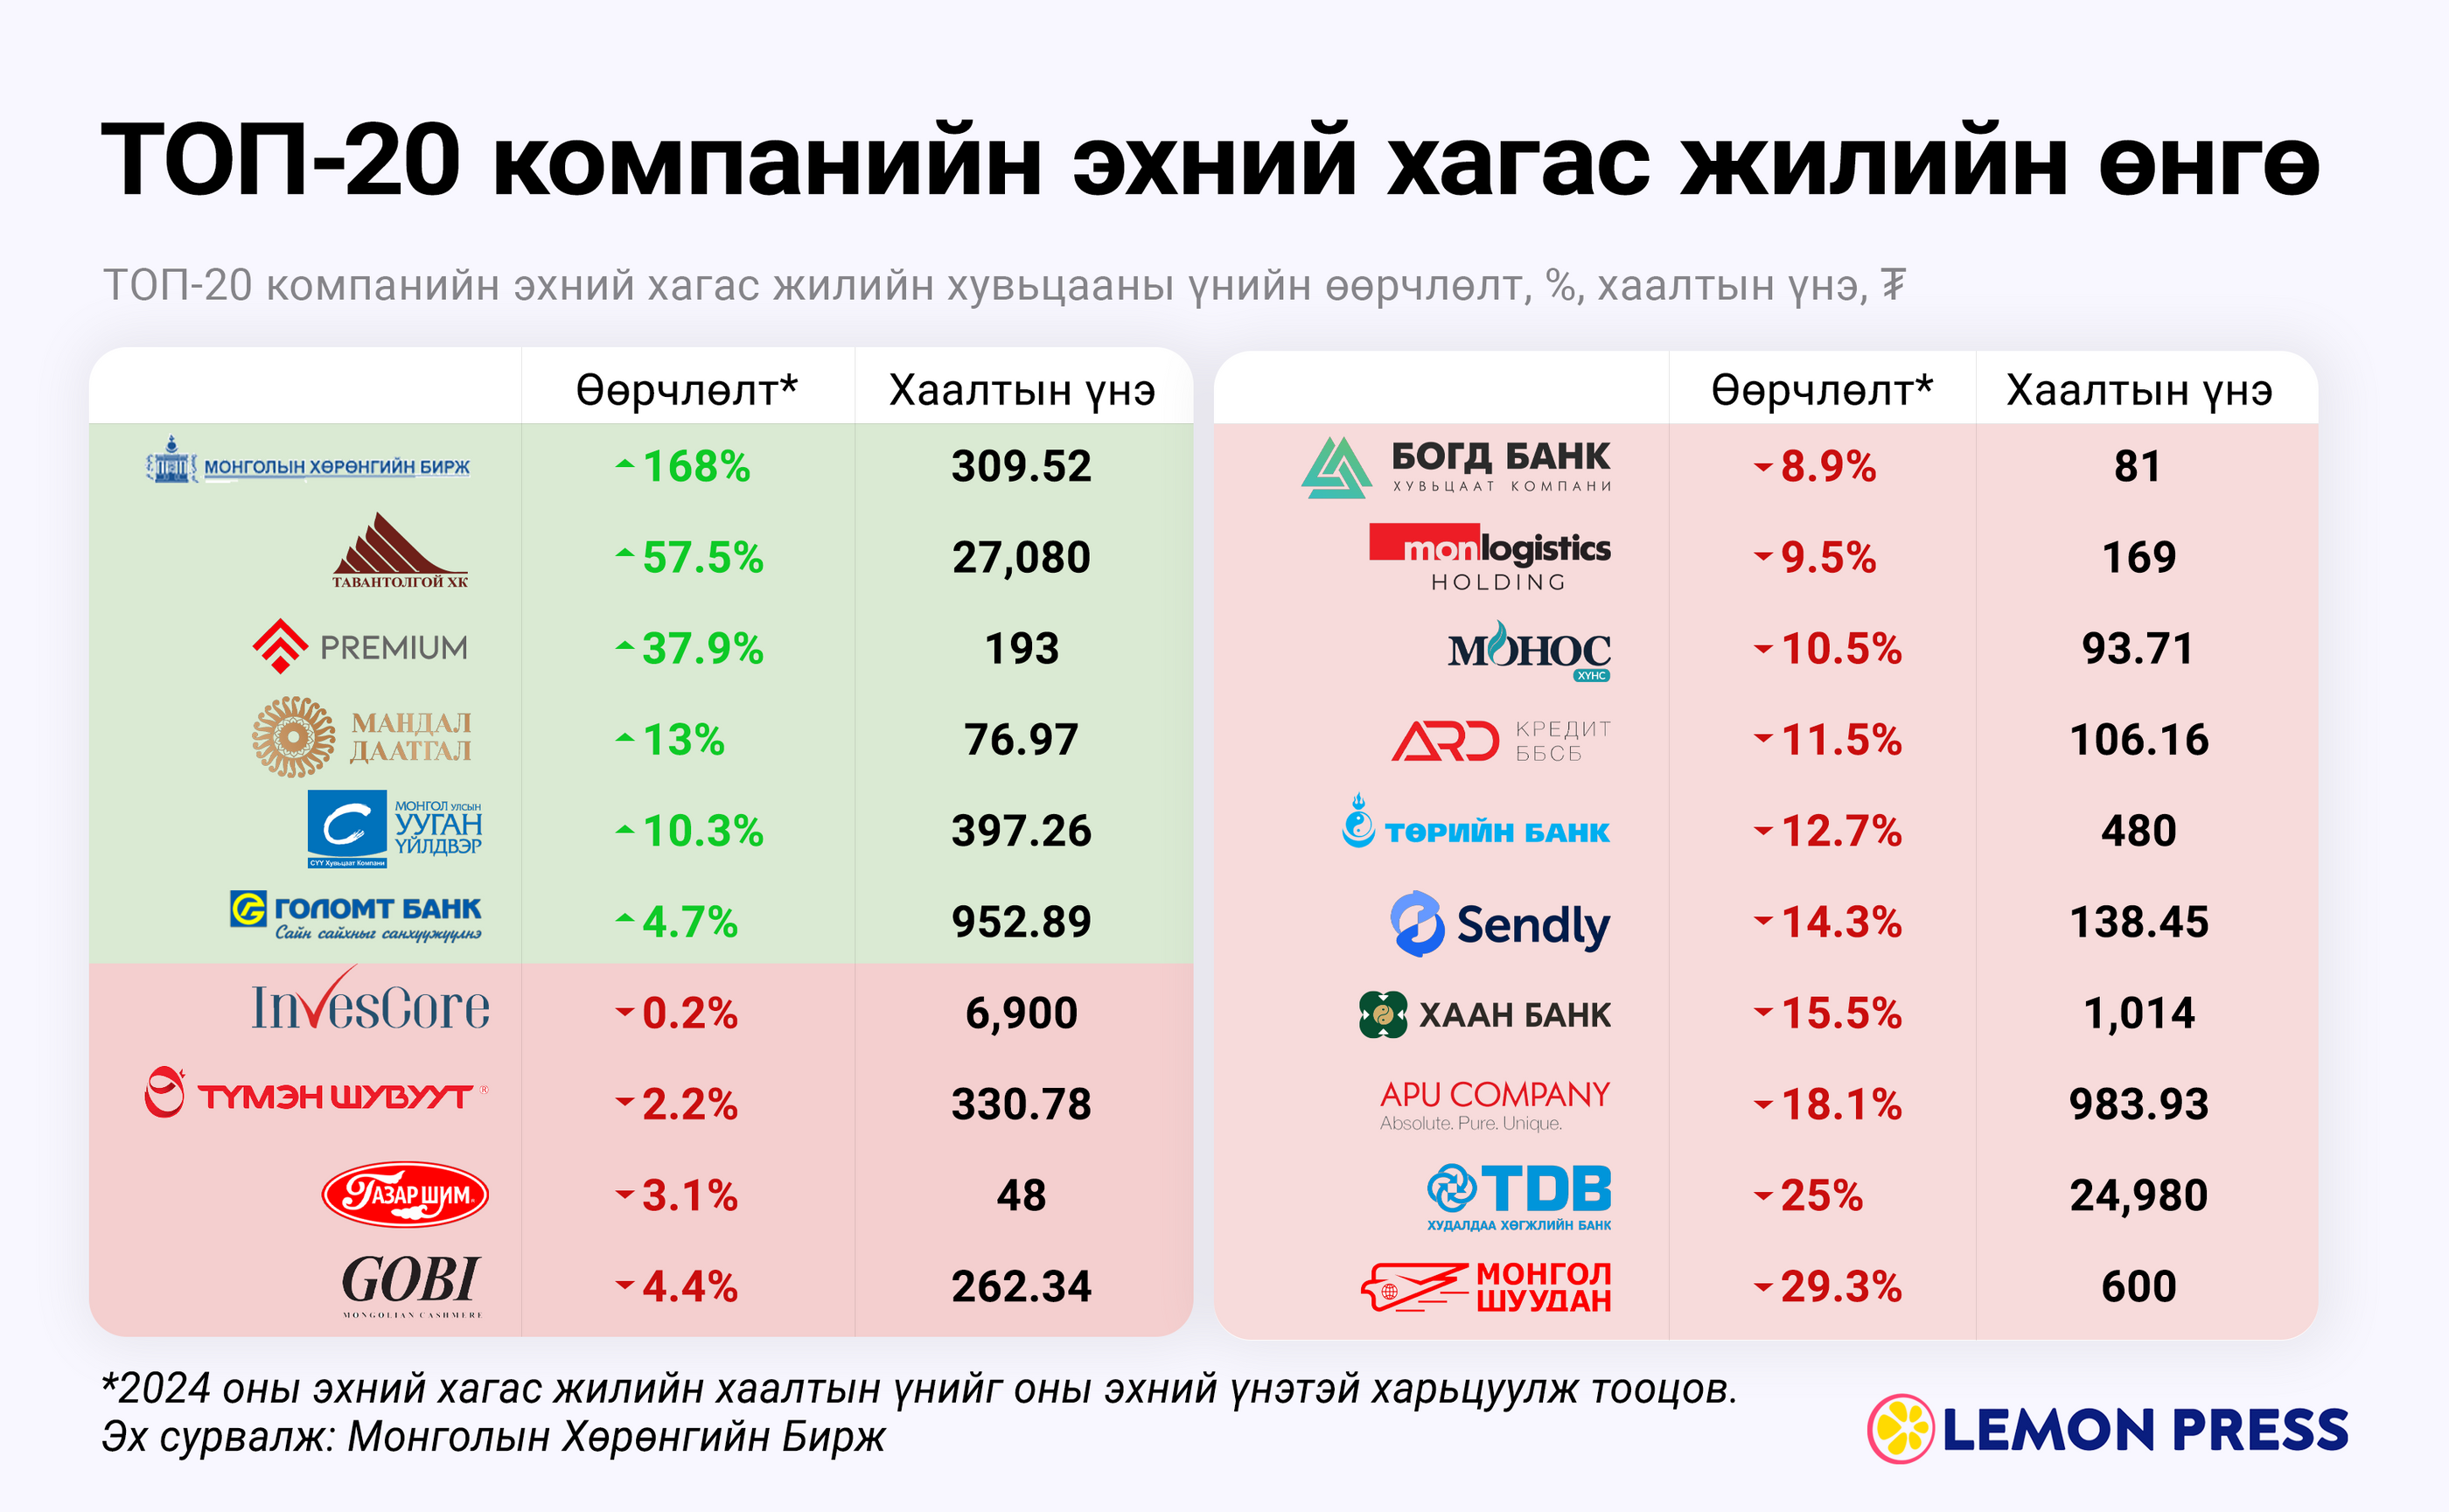 ТОП-20 компанийн эхний хагас жилийн өнгө
ТОП-20 компанийн эхний хагас жилийн хувьцааны үнийн өөрчлөлт, %, хаалтын үнэ, ₮
Өөрчлөлт* Хаалтын үнэ
МОНГОЛЫН ХӨРӨНГИЙН БИРЖ 168% 309.52
ТАВАНТОЛГОЙ ХК 57.5% 27,080
PREMIUM 37.9% 193
МАНДАЛ
ДААТГАЛ 13% 76.97
МОНГОЛ УЛСЫН
УУГАН
ҮЙЛДВЭР
СҮҮ Хувьцаат Компани 10.3% 397.26
ГОЛОМТ БАНК
Сайн сайхныг санхүүжүүлнэ 4.7% 952.89
InvesCore 0.2% 6,900
ТҮМЭН ШУВУУТ® 2.2% 330.78
ТАЗАР ШИМ 3.1% 48
GOBI
MONGOLIAN CASHMERE 4.4% 262.34
Өөрчлөлт* Хаалтын үнэ
БОГД БАНК
ХУВЬЦААТ КОМПАНИ 8.9% 81
monlogistics
HOLDING 9.5% 169
МОНОС
ХҮНС 10.5% 93.71
ARD КРЕДИТ
ББСБ 11.5% 106.16
ТӨРИЙН БАНК 12.7% 480
Sendly 14.3% 138.45
ХААН БАНК 15.5% 1,014
APU COMPANY
Absolute. Pure. Unique. 18.1% 983.93
TDB
ХУДАЛДАА ХӨГЖЛИЙН БАНК 25% 24,980
МОНГОЛ
ШУУДАН 29.3% 600
*2024 оны эхний хагас жилийн хаалтын үнийг оны эхний үнэтэй харьцуулж тооцов.
Эх сурвалж: Монголын Хөрөнгийн Бирж
LEMON PRESS